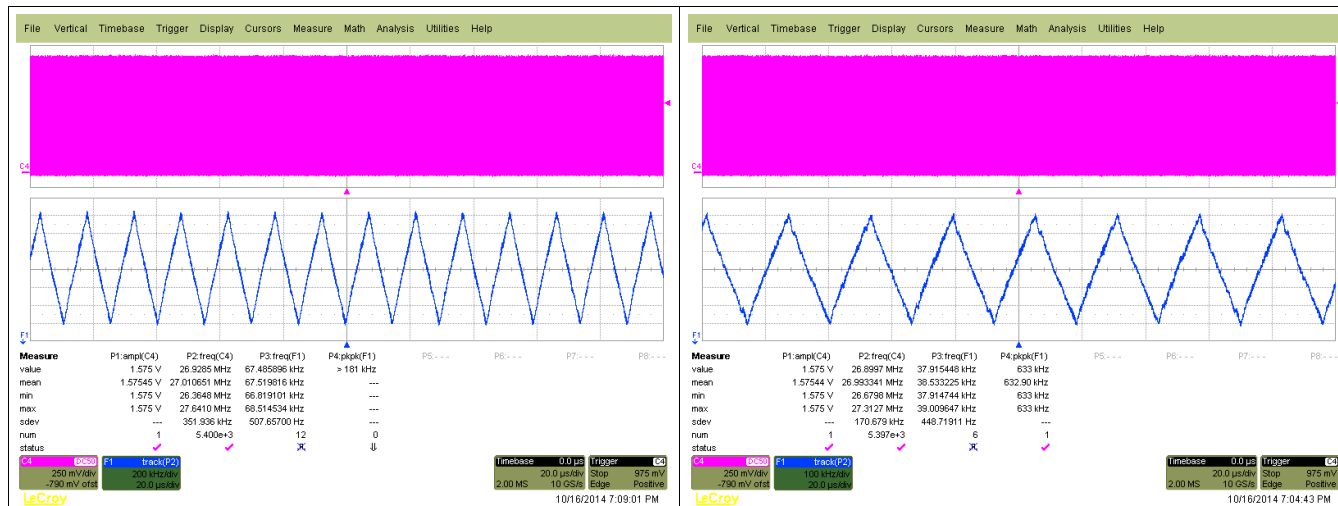 File Vertical Timebase Trigger Display Cursors Measure Math Analysis Utilities Help
C4
F1
Measure P1:ampl(C4) P2:freq(C4) P3:freq(F1) P4:pkpk(F1) P5:- - - P6:- - - P7:- - - P8:- - -
value 1.575 V 26.9285 MHz 67.485896 kHz > 181 kHz
mean 1.57545 V 27.010651 MHz 67.519816 kHz ---
min 1.575 V 26.3648 MHz 66.819101 kHz ---
max 1.575 V 27.6410 MHz 68.514534 kHz ---
sdev --- 351.936 kHz 507.65700 Hz ---
num 1 5.400e+3 12 0
status
C4 DC50 F1 track(P2) Timebase 0.0 µs Trigger C4
250 mV/div 200 kHz/div 20.0 µs/div Stop 975 mV
-790 mV ofst 20.0 µs/div 2.00 MS 10 GS/s Edge Positive
LeCroy 10/16/2014 7:09:01 PM
File Vertical Timebase Trigger Display Cursors Measure Math Analysis Utilities Help
C4
F1
Measure P1:ampl(C4) P2:freq(C4) P3:freq(F1) P4:pkpk(F1) P5:- - - P6:- - - P7:- - - P8:- - -
value 1.575 V 26.8997 MHz 37.915448 kHz 633 kHz
mean 1.57544 V 26.993341 MHz 38.533225 kHz 632.90 kHz
min 1.575 V 26.6798 MHz 37.914744 kHz 633 kHz
max 1.575 V 27.3127 MHz 39.009647 kHz 633 kHz
sdev --- 170.679 kHz 448.71911 Hz ---
num 1 5.397e+3 6 1
status
C4 DC50 F1 track(P2) Timebase 0.0 µs Trigger C4
250 mV/div 100 kHz/div 20.0 µs/div Stop 975 mV
-790 mV ofst 20.0 µs/div 2.00 MS 10 GS/s Edge Positive
LeCroy 10/16/2014 7:04:43 PM